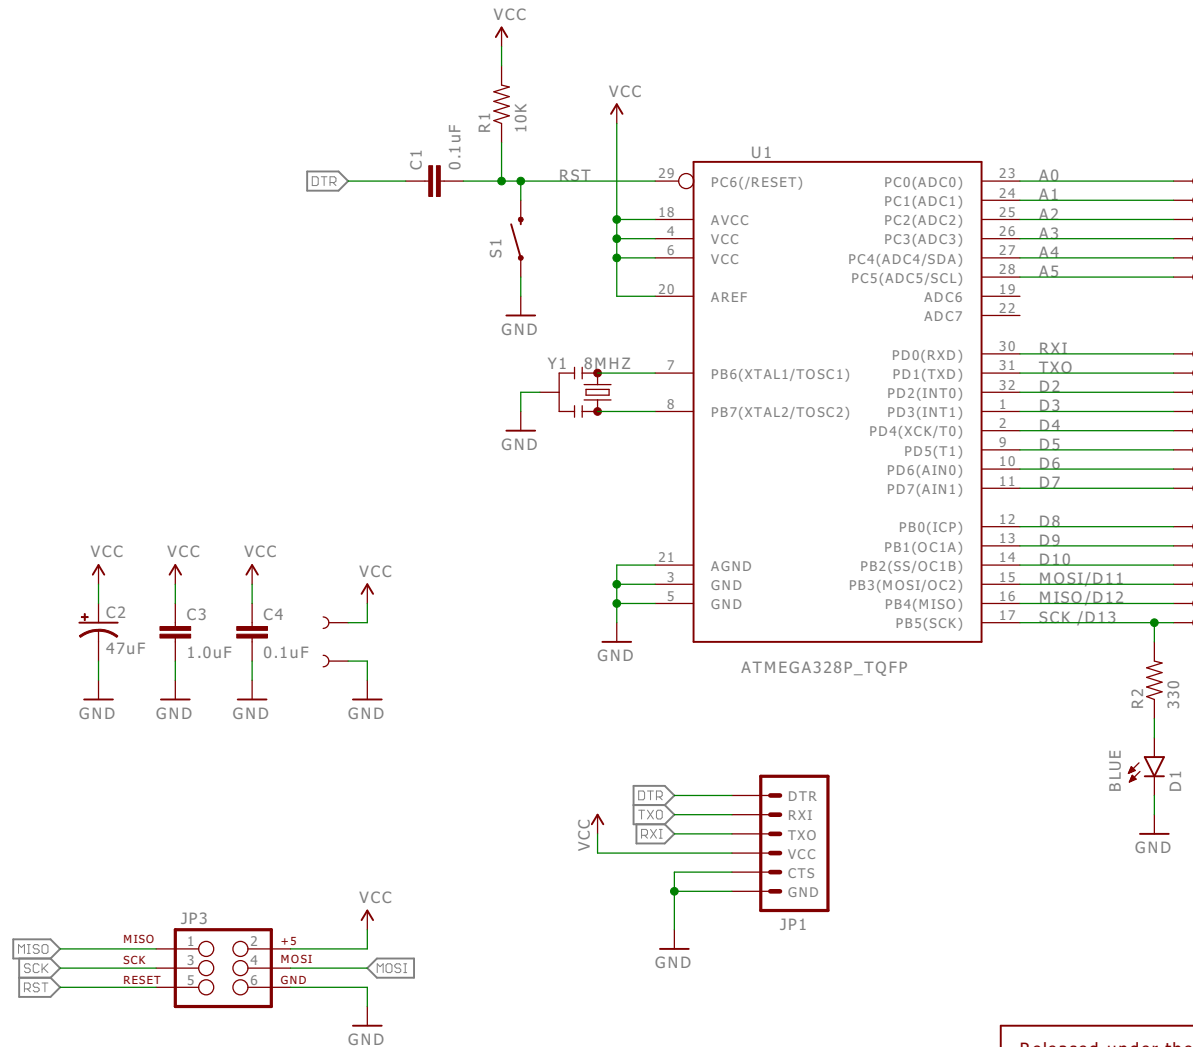 VCC
R1
10K
VCC
C1
0.1uF
U1
DTR
RST
29
PC6(/RESET)
18
AVCC
4
VCC
6
VCC
20
AREF
S1
GND
Y1
8MHZ
7
PB6(XTAL1/TOSC1)
8
PB7(XTAL2/TOSC2)
GND
21
AGND
3
GND
5
GND
GND
PC0(ADC0)
23
A0
PC1(ADC1)
24
A1
PC2(ADC2)
25
A2
PC3(ADC3)
26
A3
PC4(ADC4/SDA)
27
A4
PC5(ADC5/SCL)
28
A5
ADC6
19
ADC7
22
PD0(RXD)
30
RXI
PD1(TXD)
31
TXO
PD2(INT0)
32
D2
PD3(INT1)
1
D3
PD4(XCK/T0)
2
D4
PD5(T1)
9
D5
PD6(AIN0)
10
D6
PD7(AIN1)
11
D7
PB0(ICP)
12
D8
PB1(OC1A)
13
D9
PB2(SS/OC1B)
14
D10
PB3(MOSI/OC2)
15
MOSI/D11
PB4(MISO)
16
MISO/D12
PB5(SCK)
17
SCK /D13
ATMEGA328P_TQFP
R2
330
BLUE
D1
GND
VCC
C2
47uF
GND
VCC
C3
1.0uF
GND
VCC
C4
0.1uF
GND
VCC
GND
DTR
TXO
RXI
VCC
DTR
RXI
TXO
VCC
CTS
GND
JP1
GND
JP3
VCC
MISO
MISO
1
2
+5
SCK
SCK
3
4
MOSI
MOSI
RST
RESET
5
6
GND
GND
Released under the